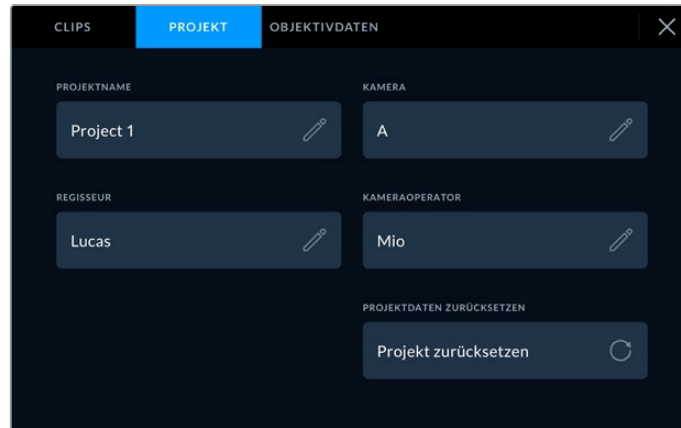 CLIPS PROJEKT OBJEKTIVDATEN
PROJEKTNAME KAMERA
Project 1 A
REGISSEUR KAMERAOPERATOR
Lucas Mio
PROJEKTDATEN ZURÜCKSETZEN
Projekt zurücksetzen